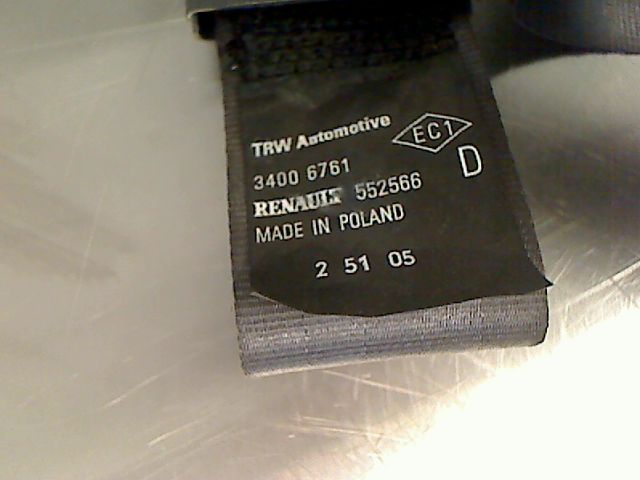 TRW Automotive
EC1
D
3400 6761
RENAULT 552566
MADE IN POLAND
2 51 05